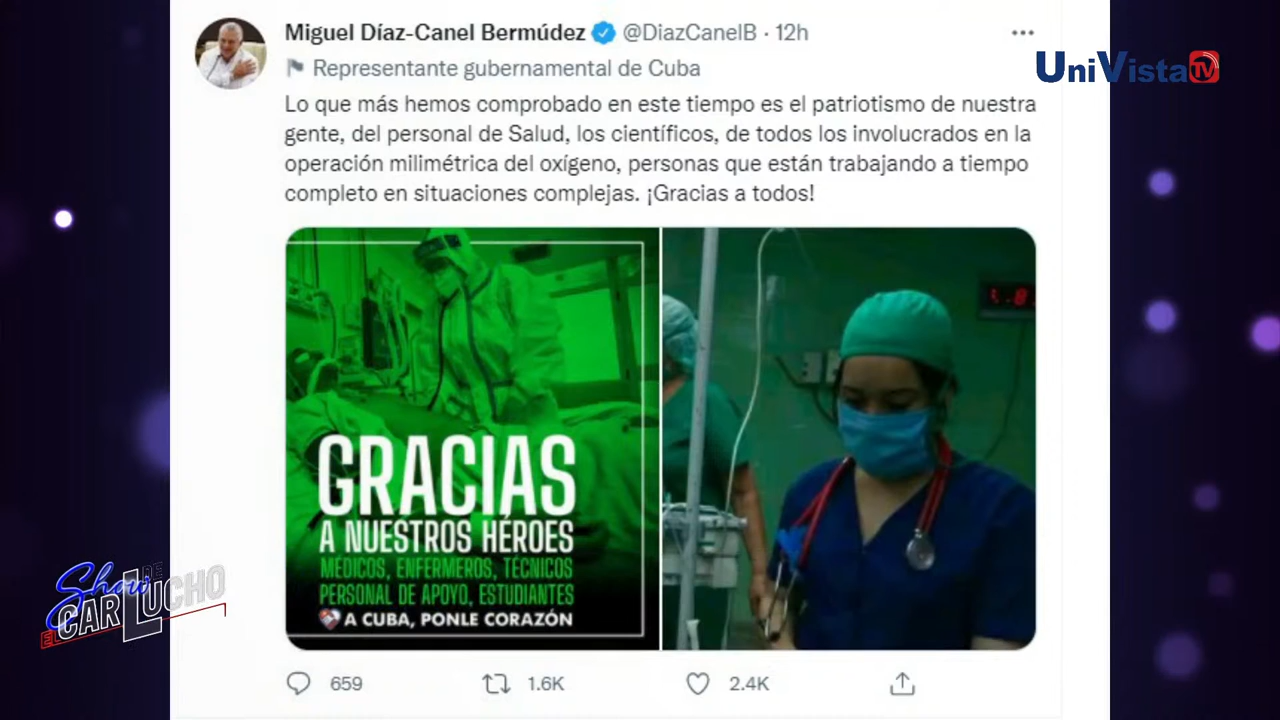 Miguel Díaz-Canel Bermúdez @DiazCanelB · 12h
Representante gubernamental de Cuba
UniVista TV
Lo que más hemos comprobado en este tiempo es el patriotismo de nuestra
gente, del personal de Salud, los científicos, de todos los involucrados en la
operación milimétrica del oxígeno, personas que están trabajando a tiempo
completo en situaciones complejas. ¡Gracias a todos!
GRACIAS
A NUESTROS HÉROES
MÉDICOS, ENFERMEROS, TÉCNICOS
PERSONAL DE APOYO, ESTUDIANTES
A CUBA, PONLE CORAZÓN
El Show DE
CARLUCHO
659 1.6K 2.4K